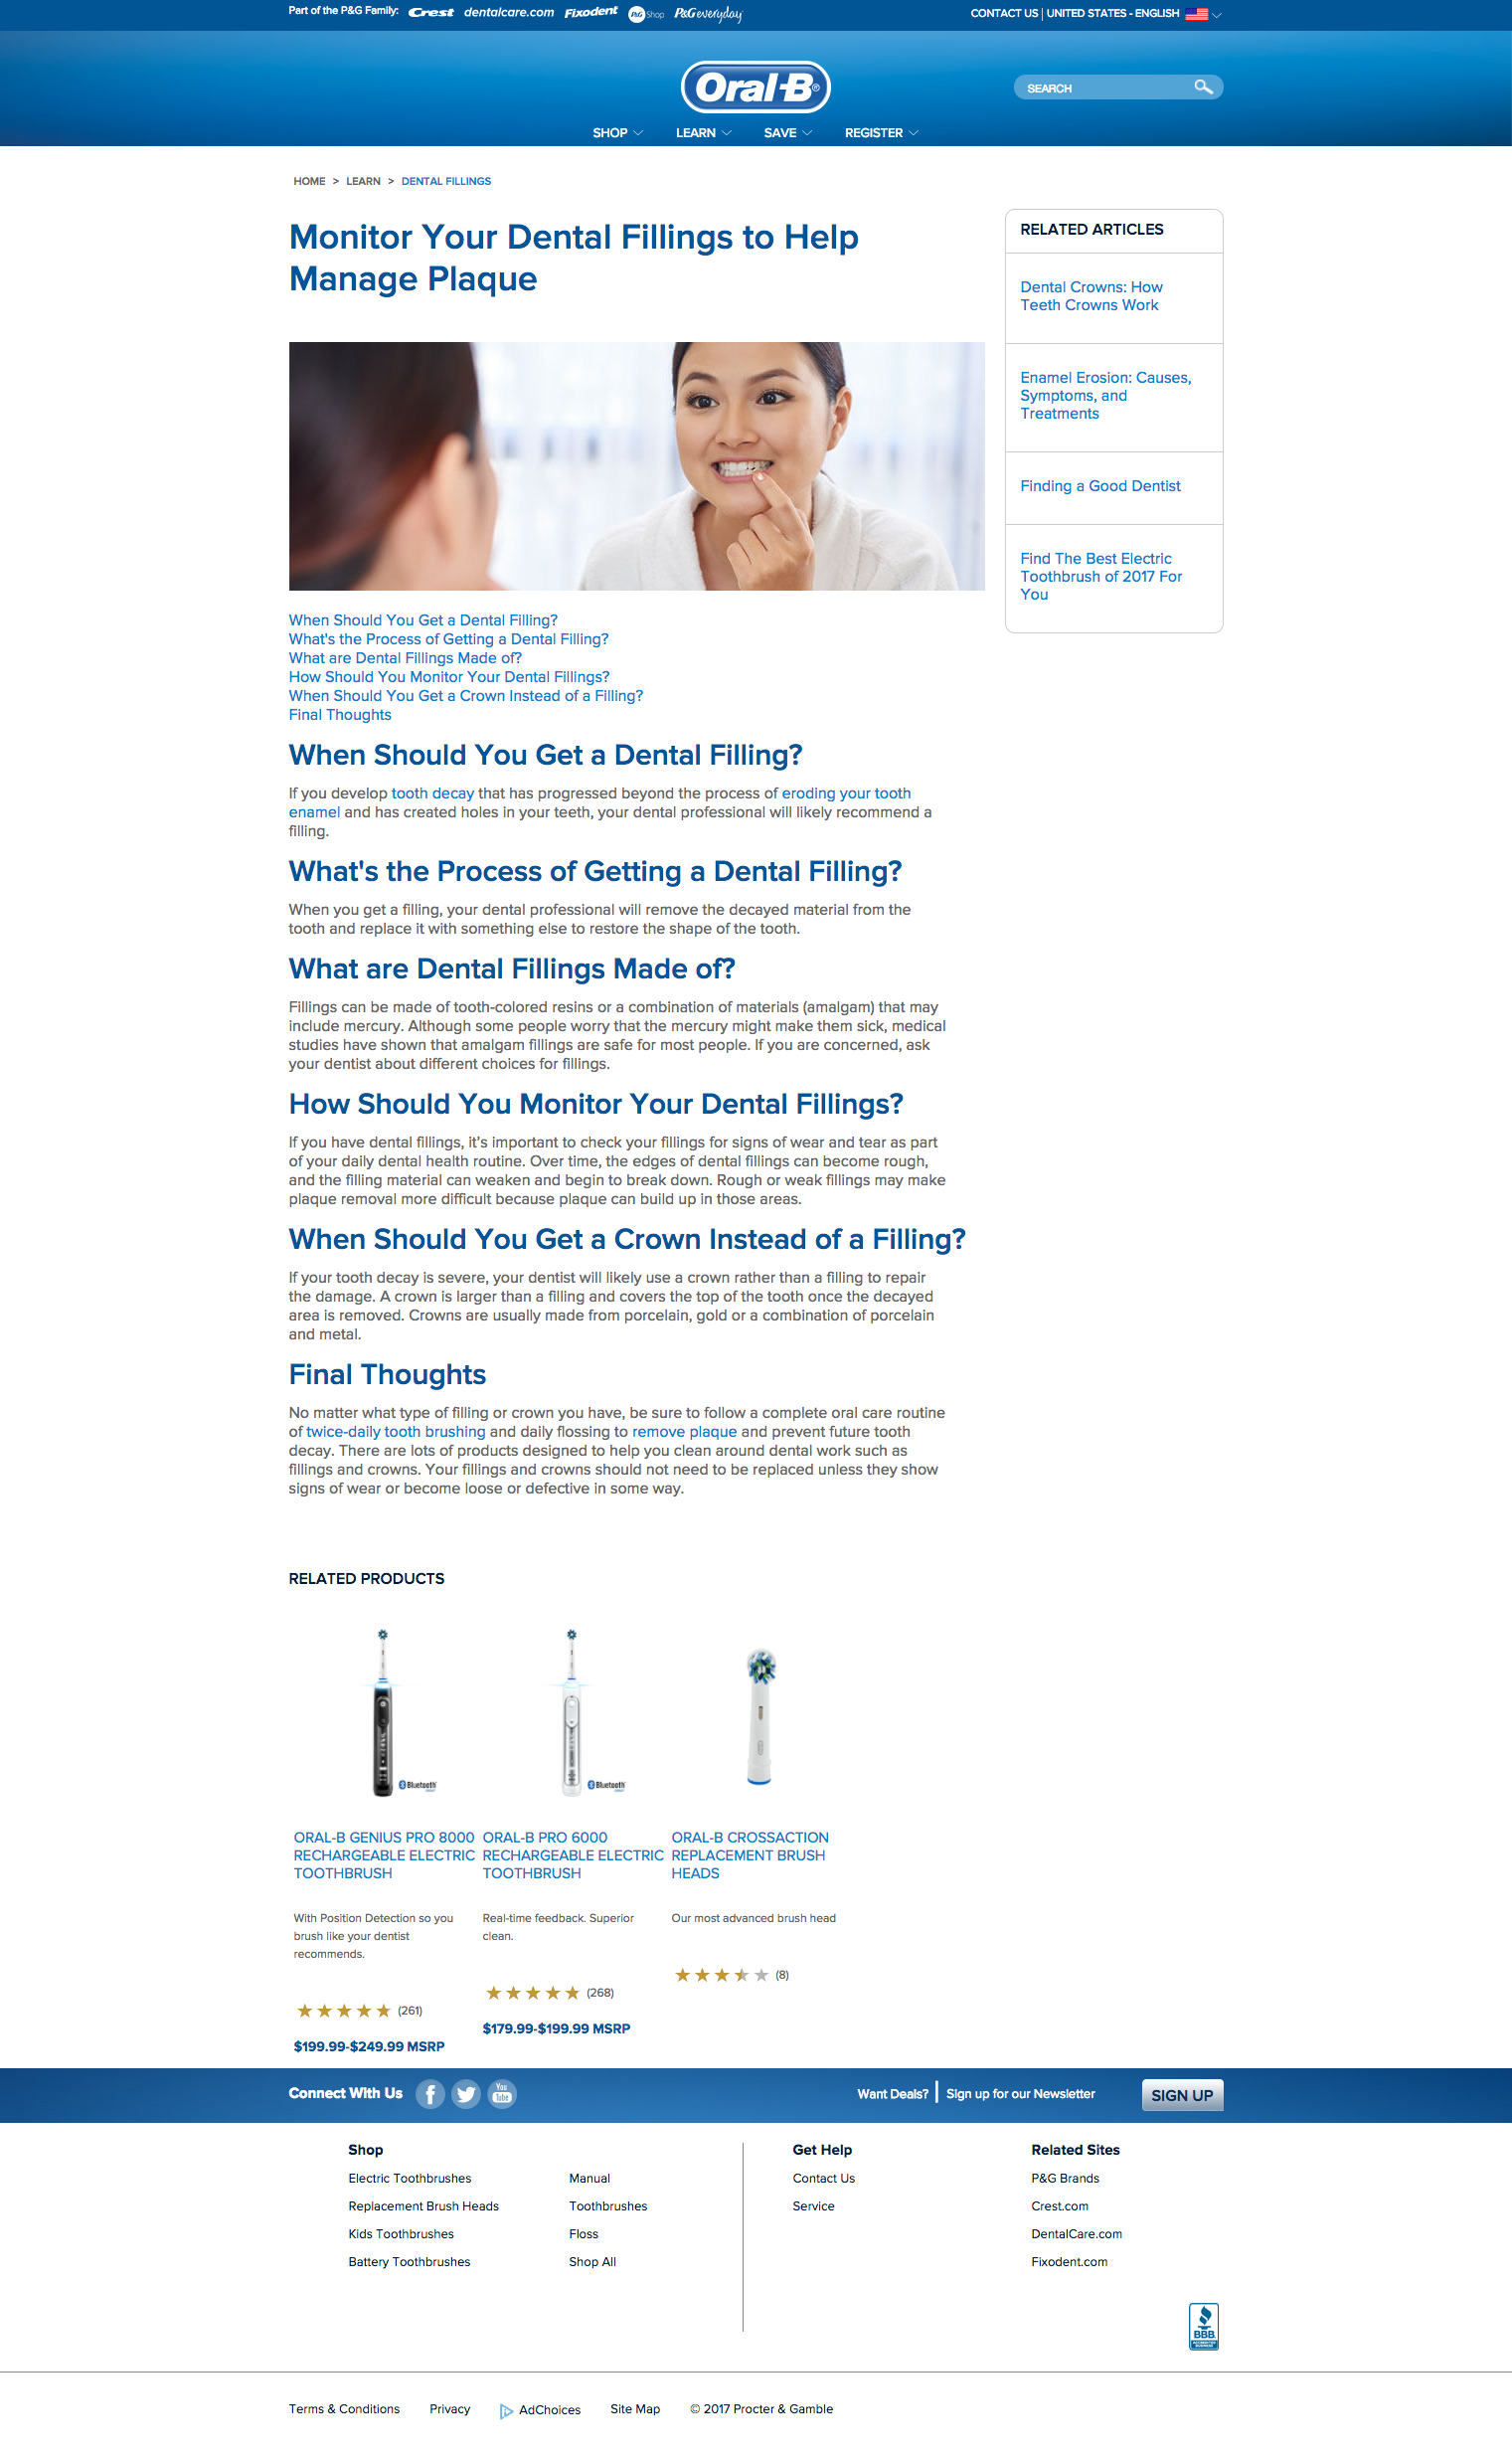 Part of the P&G Family: Crest dentalcare.com Fixodent P&G Shop P&G everyday
CONTACT US | UNITED STATES - ENGLISH
Oral-B®
SEARCH
SHOP LEARN SAVE REGISTER
HOME > LEARN > DENTAL FILLINGS
Monitor Your Dental Fillings to Help
Manage Plaque
When Should You Get a Dental Filling?
What's the Process of Getting a Dental Filling?
What are Dental Fillings Made of?
How Should You Monitor Your Dental Fillings?
When Should You Get a Crown Instead of a Filling?
Final Thoughts
When Should You Get a Dental Filling?
If you develop tooth decay that has progressed beyond the process of eroding your tooth
enamel and has created holes in your teeth, your dental professional will likely recommend a
filling.
What's the Process of Getting a Dental Filling?
When you get a filling, your dental professional will remove the decayed material from the
tooth and replace it with something else to restore the shape of the tooth.
What are Dental Fillings Made of?
Fillings can be made of tooth-colored resins or a combination of materials (amalgam) that may
include mercury. Although some people worry that the mercury might make them sick, medical
studies have shown that amalgam fillings are safe for most people. If you are concerned, ask
your dentist about different choices for fillings.
How Should You Monitor Your Dental Fillings?
If you have dental fillings, it's important to check your fillings for signs of wear and tear as part
of your daily dental health routine. Over time, the edges of dental fillings can become rough,
and the filling material can weaken and begin to break down. Rough or weak fillings may make
plaque removal more difficult because plaque can build up in those areas.
When Should You Get a Crown Instead of a Filling?
If your tooth decay is severe, your dentist will likely use a crown rather than a filling to repair
the damage. A crown is larger than a filling and covers the top of the tooth once the decayed
area is removed. Crowns are usually made from porcelain, gold or a combination of porcelain
and metal.
Final Thoughts
No matter what type of filling or crown you have, be sure to follow a complete oral care routine
of twice-daily tooth brushing and daily flossing to remove plaque and prevent future tooth
decay. There are lots of products designed to help you clean around dental work such as
fillings and crowns. Your fillings and crowns should not need to be replaced unless they show
signs of wear or become loose or defective in some way.
RELATED ARTICLES
Dental Crowns: How
Teeth Crowns Work
Enamel Erosion: Causes,
Symptoms, and
Treatments
Finding a Good Dentist
Find The Best Electric
Toothbrush of 2017 For
You
RELATED PRODUCTS
Bluetooth
ORAL-B GENIUS PRO 8000
RECHARGEABLE ELECTRIC
TOOTHBRUSH
With Position Detection so you
brush like your dentist
recommends.
(261)
$199.99-$249.99 MSRP
Bluetooth
ORAL-B PRO 6000
RECHARGEABLE ELECTRIC
TOOTHBRUSH
Real-time feedback. Superior
clean.
(268)
$179.99-$199.99 MSRP
ORAL-B CROSSACTION
REPLACEMENT BRUSH
HEADS
Our most advanced brush head
(8)
Connect With Us
You Tube
Want Deals? | Sign up for our Newsletter
SIGN UP
Shop
Electric Toothbrushes
Replacement Brush Heads
Kids Toothbrushes
Battery Toothbrushes
Manual
Toothbrushes
Floss
Shop All
Get Help
Contact Us
Service
Related Sites
P&G Brands
Crest.com
DentalCare.com
Fixodent.com
BBB
Terms & Conditions Privacy AdChoices Site Map © 2017 Procter & Gamble